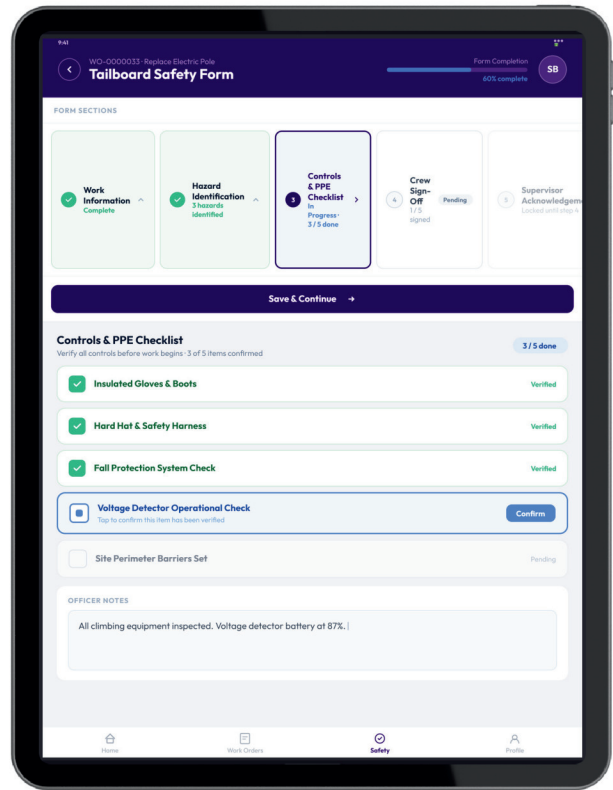 9:41
WO-0000033 · Replace Electric Pole
Tailboard Safety Form
Form Completion
60% complete
SB
FORM SECTIONS
Work
Information
Complete
Hazard
Identification
3 hazards
identified
3
Controls
& PPE
Checklist
In
Progress ·
3 / 5 done
4
Crew
Sign-
Off
1 / 5
signed
Pending
5
Supervisor
Acknowledgem
Locked until step 4
Save & Continue →
Controls & PPE Checklist
Verify all controls before work begins · 3 of 5 items confirmed
3 / 5 done
Insulated Gloves & Boots
Verified
Hard Hat & Safety Harness
Verified
Fall Protection System Check
Verified
Voltage Detector Operational Check
Tap to confirm this item has been verified
Confirm
Site Perimeter Barriers Set
Pending
OFFICER NOTES
All climbing equipment inspected. Voltage detector battery at 87%.
Home
Work Orders
Safety
Profile